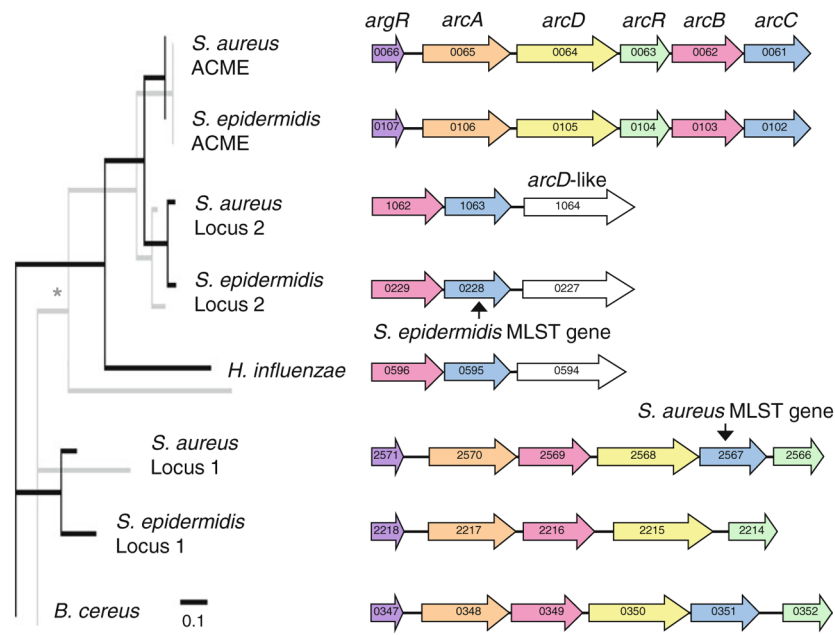 argR arcA arcD arcR arcB arcC
S. aureus
ACME
0066 0065 0064 0063 0062 0061
S. epidermidis
ACME
0107 0106 0105 0104 0103 0102
arcD-like
S. aureus
Locus 2
1062 1063 1064
S. epidermidis
Locus 2
0229 0228 0227
S. epidermidis MLST gene
*
H. influenzae
0596 0595 0594
S. aureus MLST gene
S. aureus
Locus 1
2571 2570 2569 2568 2567 2566
S. epidermidis
Locus 1
2218 2217 2216 2215 2214
B. cereus
0.1
0347 0348 0349 0350 0351 0352